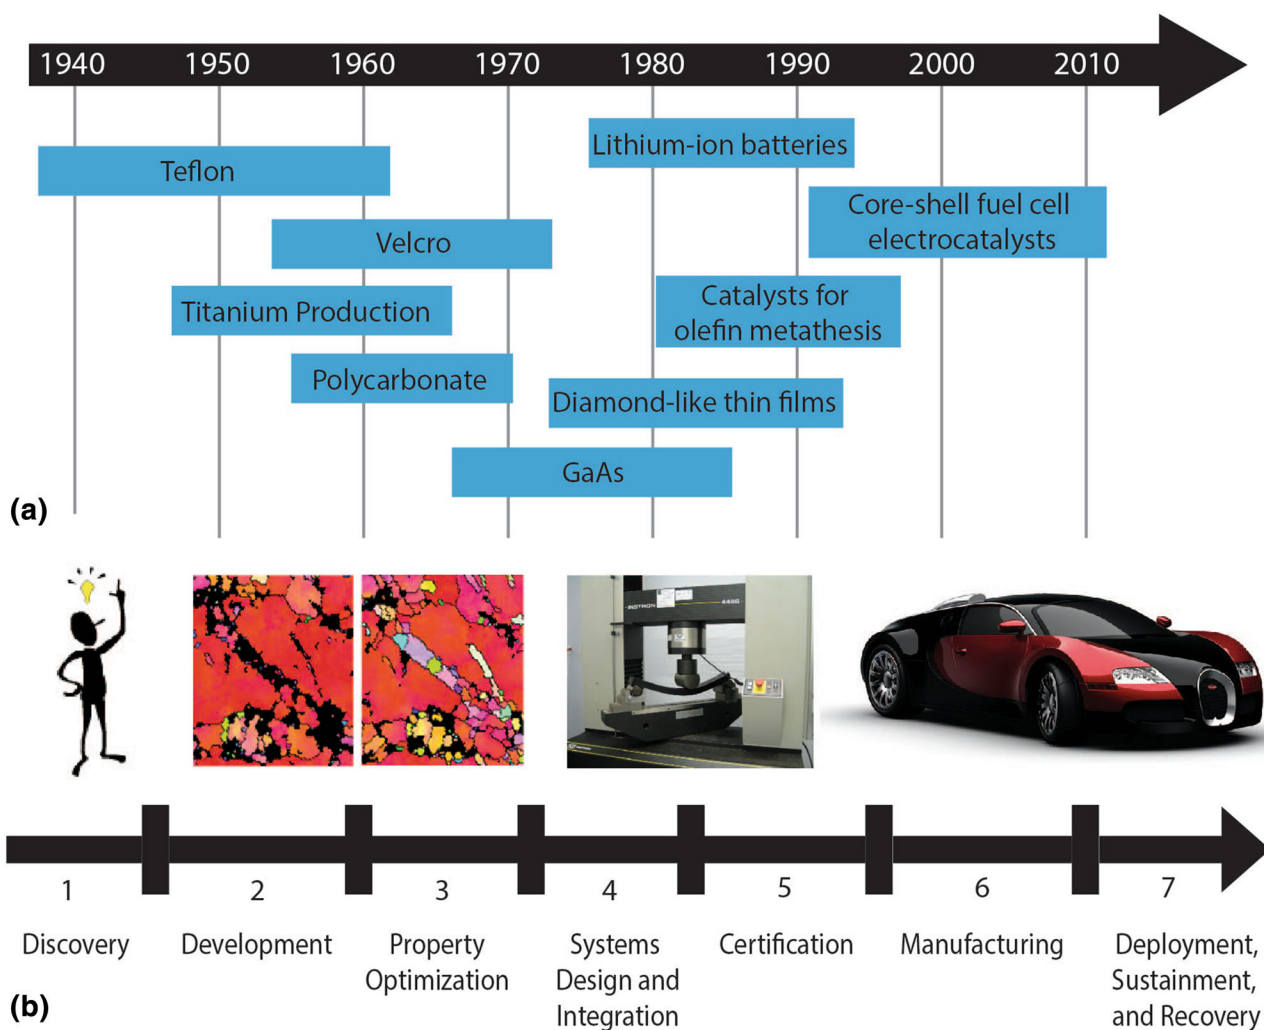 1940 1950 1960 1970 1980 1990 2000 2010
Lithium-ion batteries
Teflon
Core-shell fuel cell
electrocatalysts
Velcro
Catalysts for
olefin metathesis
Titanium Production
Polycarbonate
Diamond-like thin films
GaAs
(a)
INSTRON
4486
1 2 3 4 5 6 7
Discovery
Development
Property
Optimization
Systems
Design and
Integration
Certification
Manufacturing
Deployment,
Sustainment,
and Recovery
(b)